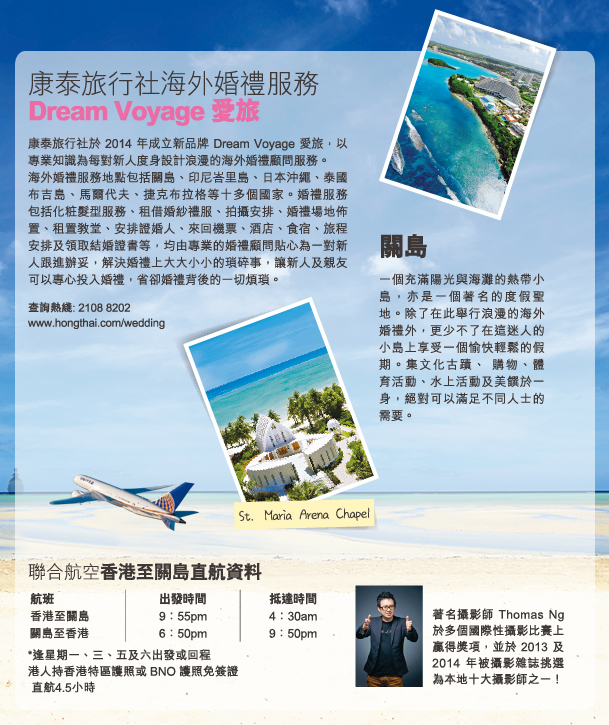 康泰旅行社海外婚禮服務
Dream Voyage 愛旅
康泰旅行社於 2014 年成立新品牌 Dream Voyage 愛旅，以
專業知識為每對新人度身設計浪漫的海外婚禮顧問服務。
海外婚禮服務地點包括關島、印尼峇里島、日本沖繩、泰國
布吉島、馬爾代夫、捷克布拉格等十多個國家。婚禮服務
包括化粧髮型服務、租借婚紗禮服、拍攝安排、婚禮場地佈
置、租置教堂、安排證婚人、來回機票、酒店、食宿、旅程
安排及領取結婚證書等，均由專業的婚禮顧問貼心為一對新
人跟進辦妥，解決婚禮上大大小小的瑣碎事，讓新人及親友
可以專心投入婚禮，省卻婚禮背後的一切煩瑣。
查詢熱綫: 2108 8202
www.hongthai.com/wedding
關島
一個充滿陽光與海灘的熱帶小
島，亦是一個著名的度假聖
地。除了在此舉行浪漫的海外
婚禮外，更少不了在這迷人的
小島上享受一個愉快輕鬆的假
期。集文化古蹟、 購物、體
育活動、水上活動及美饌於一
身，絕對可以滿足不同人士的
需要。
UNITED
St. Maria Arena Chapel
聯合航空香港至關島直航資料
航班 出發時間 抵達時間
香港至關島 9：55pm 4：30am
關島至香港 6：50pm 9：50pm
*逢星期一、三、五及六出發或回程
港人持香港特區護照或 BNO 護照免簽證
直航4.5小時
著名攝影師 Thomas Ng
於多個國際性攝影比賽上
贏得獎項，並於 2013 及
2014 年被攝影雜誌挑選
為本地十大攝影師之一！